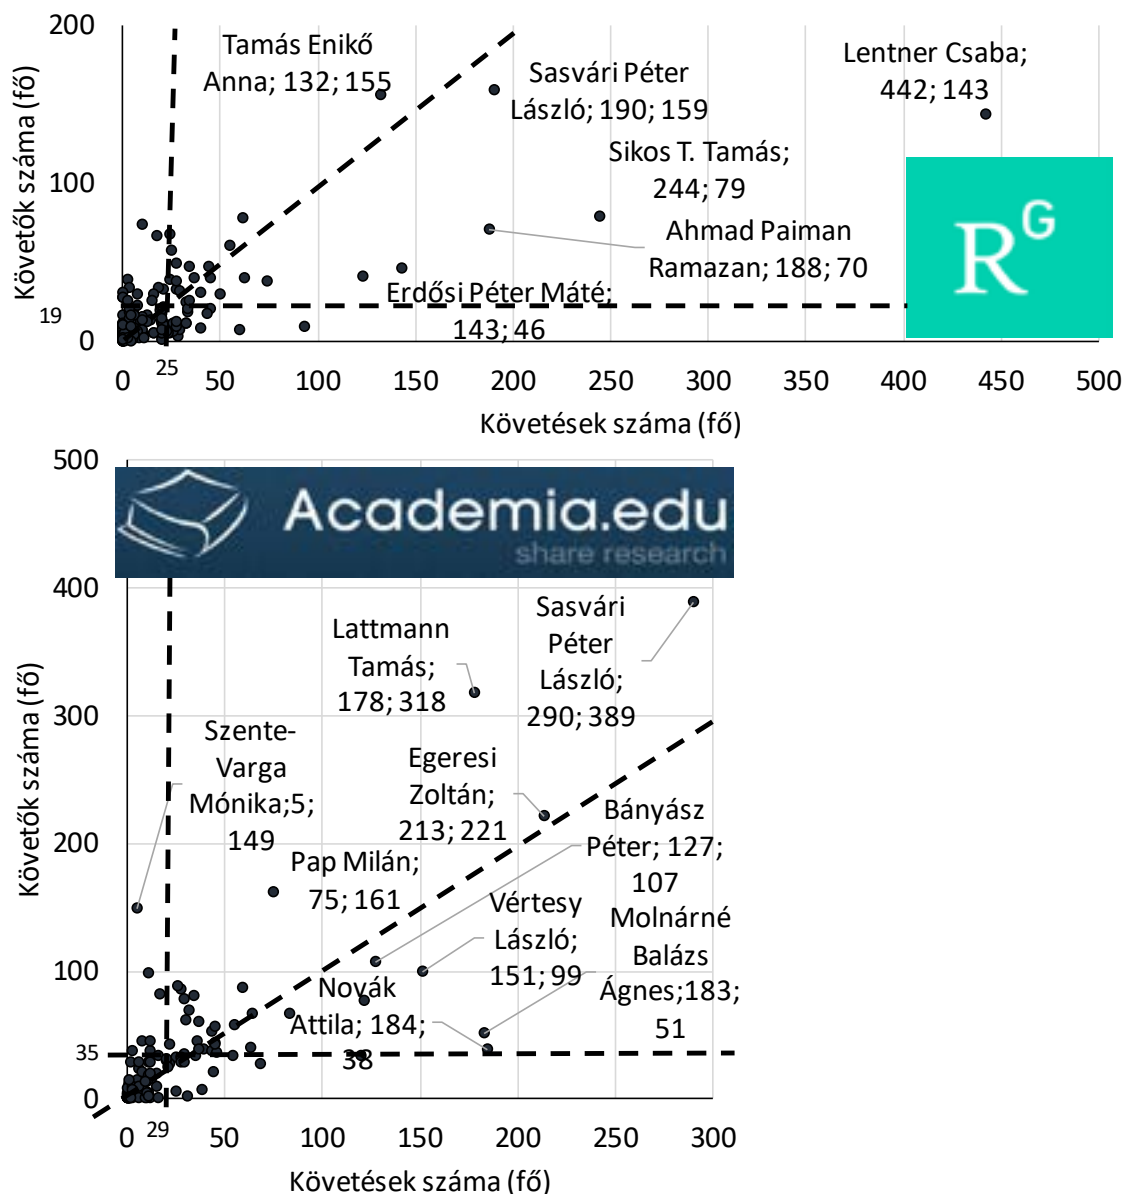 Követők száma (fő)
200
100
0
19
Tamás Enikő
Anna; 132; 155
Sasvári Péter
László; 190; 159
Lentner Csaba;
442; 143
Sikos T. Tamás;
244; 79
Ahmad Paiman
Ramazan; 188; 70
Erdősi Péter Máté;
143; 46
RG
0 25 50 100 150 200 250 300 350 400 450 500
Követések száma (fő)
500
Academia.edu
share research
400
300
200
100
35
0
Követők száma (fő)
Sasvári
Péter
László;
290; 389
Lattmann
Tamás;
178; 318
Szente-
Varga
Mónika;5;
149
Egeresi
Zoltán;
213; 221
Bányász
Péter; 127;
107
Pap Milán;
75; 161
Vértesy
László;
151; 99
Molnárné
Balázs
Ágnes;183;
51
Novák
Attila; 184;
38
0 29 50 100 150 200 250 300
Követések száma (fő)